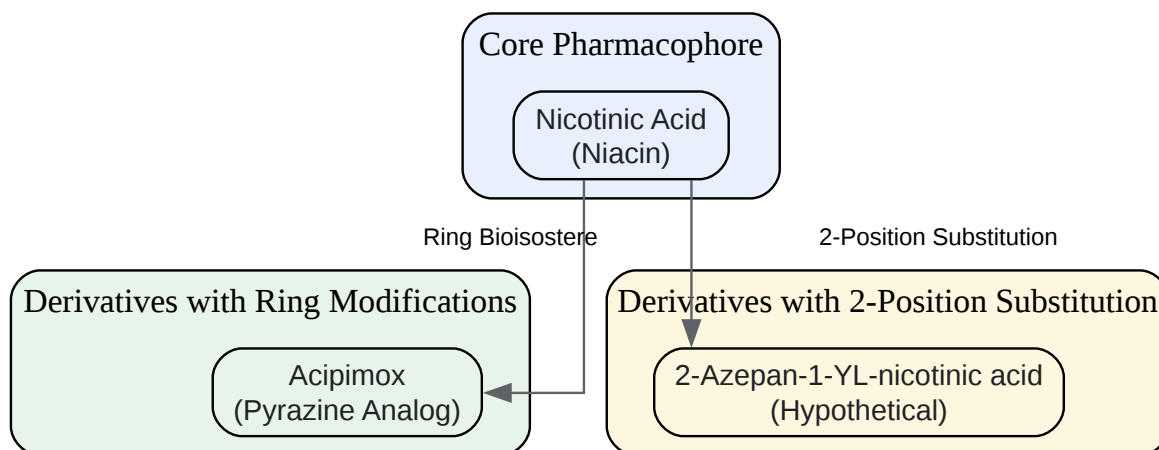 Core Pharmacophore
Nicotinic Acid
(Niacin)
Ring Bioisostere
2-Position Substitution
Derivatives with Ring Modifications
Acipimox
(Pyrazine Analog)
Derivatives with 2-Position Substitution
2-Azepan-1-YL-nicotinic acid
(Hypothetical)